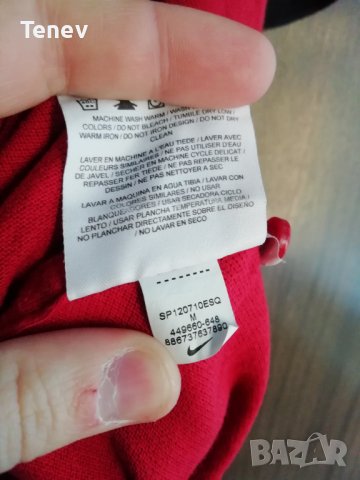 Tenev
MACHINE WASH WARM / WASH
COLORS / DO NOT BLEACH / TUMBLE DRY LOW /
WARM IRON / DO NOT IRON DESIGN / DO NOT DRY
CLEAN
LAVER EN MACHINE À L'EAU TIEDE / LAVER AVEC
COULEURS SIMILAIRES / NE PAS UTILISER D'EAU
DE JAVEL / SECHER EN MACHINE CYCLE DELICAT /
REPASSER TIEDE / NE PAS REPASSER LE
DESSIN / NE PAS NETTOYER A SEC
LAVAR A MAQUINA EN AGUA TIBIA / LAVAR CON
COLORES SIMILARES / NO USAR
BLANQUEADORES / USAR SECADORA CICLO
LENTO / USAR PLANCHA TEMPERATURA MEDIA /
NO PLANCHAR DIRECTAMENTE SOBRE EL DISEÑO
/ NO LAVAR EN SECO
SP120710ESQ
M
449660-648
886737637890
BAZAR